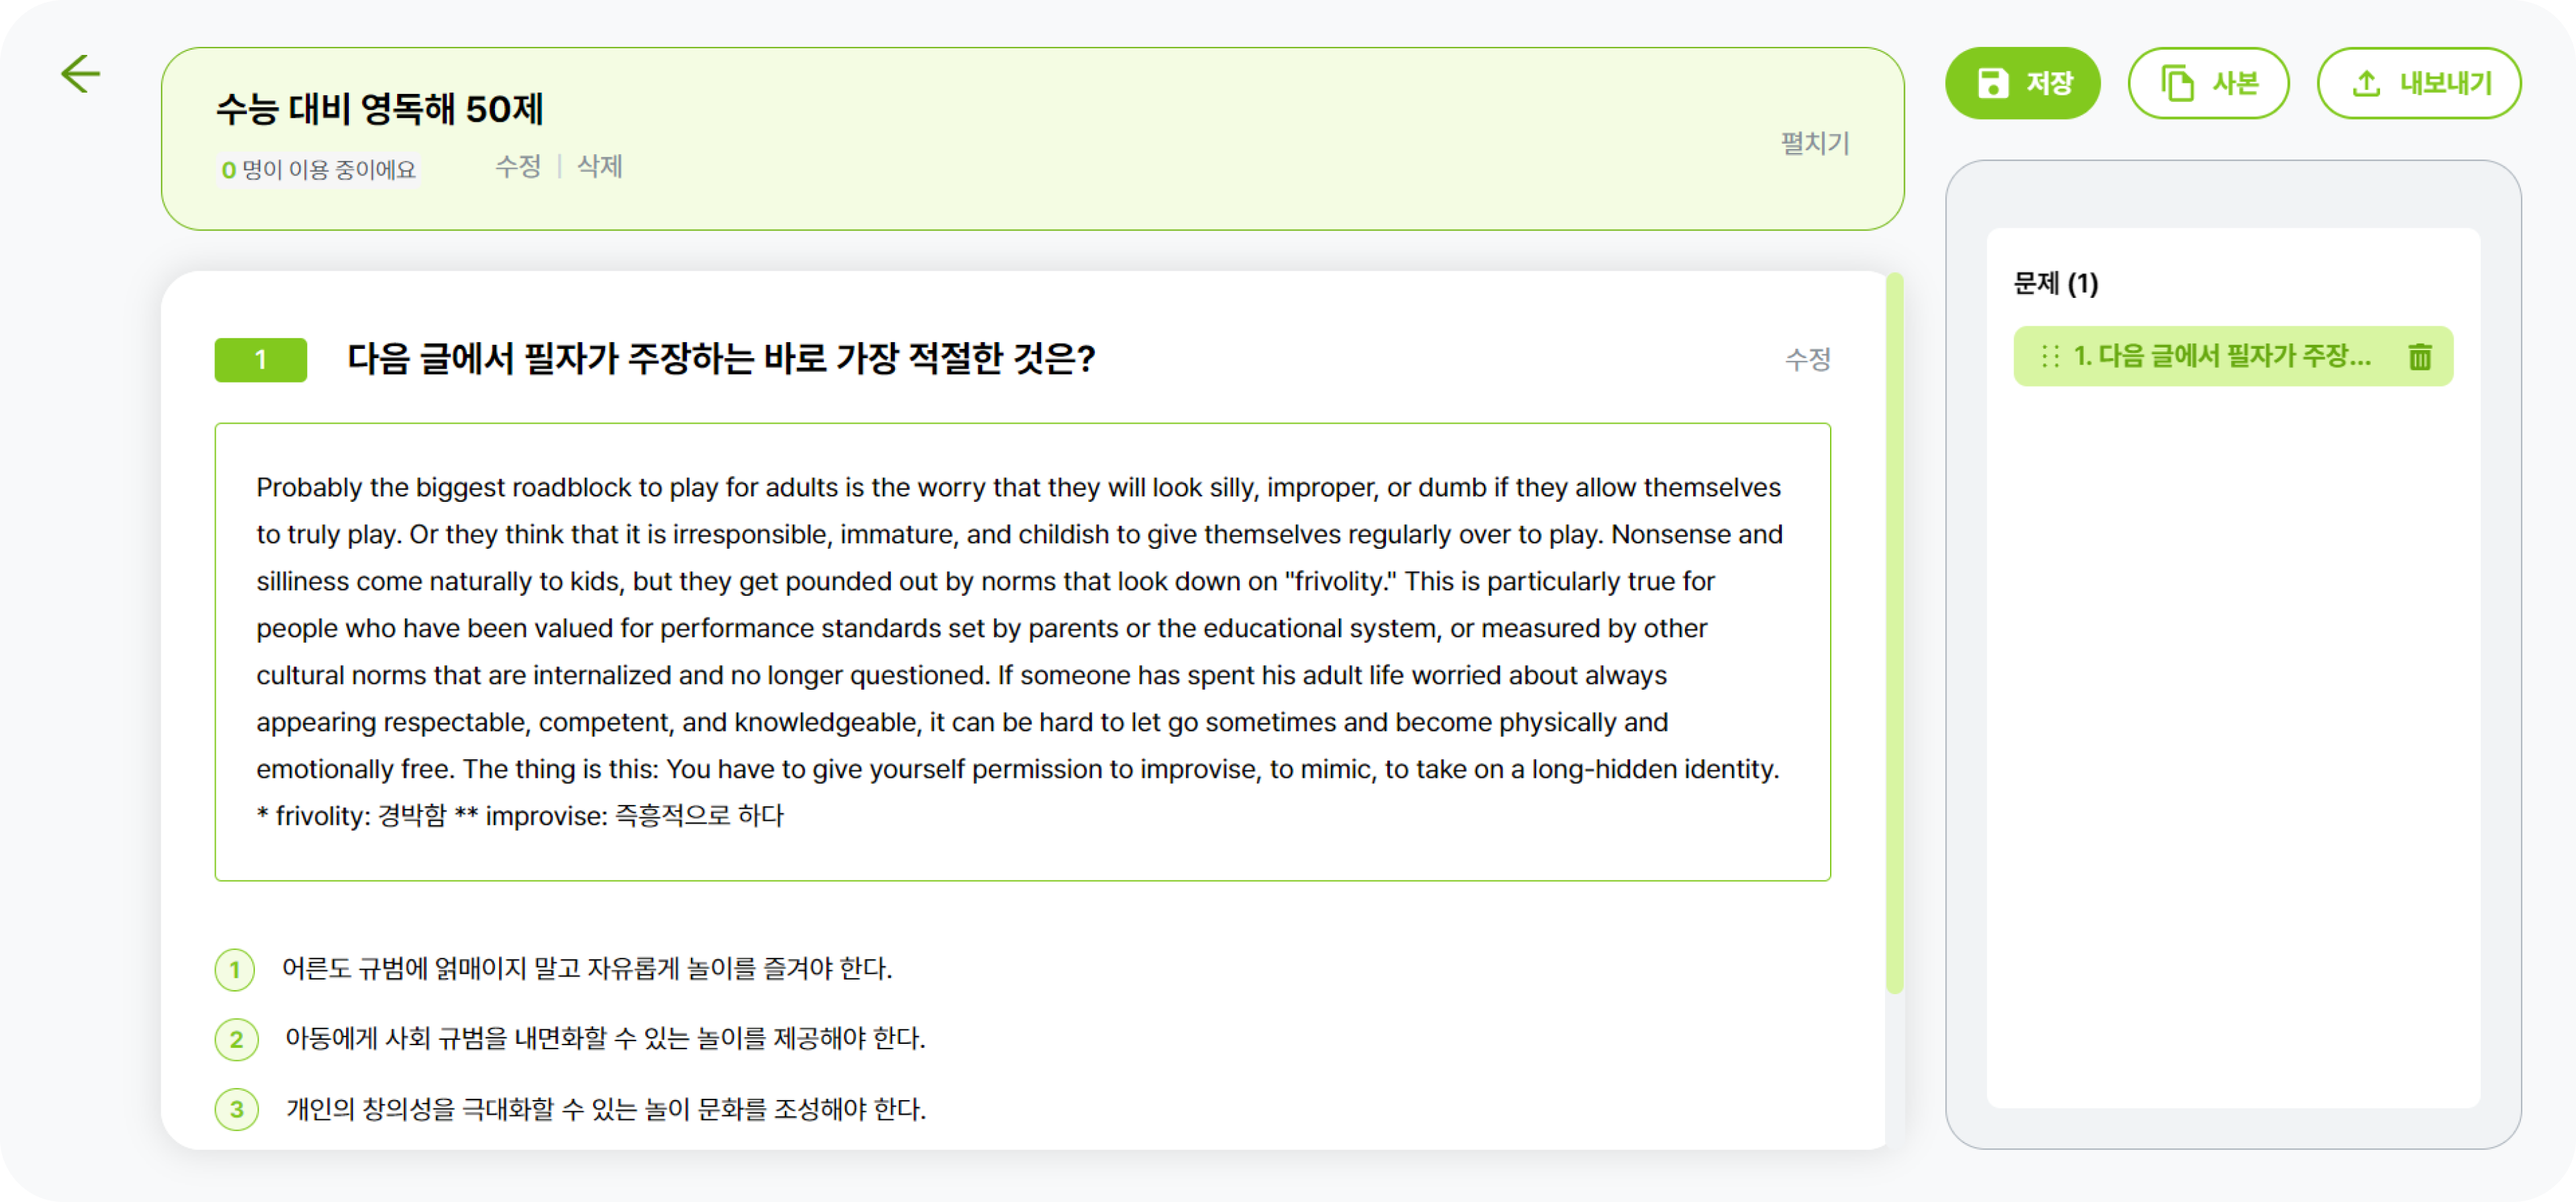 수능 대비 영독해 50제
0 명이 이용 중이에요
수정 | 삭제
펼치기
저장
사본
내보내기
1
다음 글에서 필자가 주장하는 바로 가장 적절한 것은?
수정
Probably the biggest roadblock to play for adults is the worry that they will look silly, improper, or dumb if they allow themselves
to truly play. Or they think that it is irresponsible, immature, and childish to give themselves regularly over to play. Nonsense and
silliness come naturally to kids, but they get pounded out by norms that look down on "frivolity." This is particularly true for
people who have been valued for performance standards set by parents or the educational system, or measured by other
cultural norms that are internalized and no longer questioned. If someone has spent his adult life worried about always
appearing respectable, competent, and knowledgeable, it can be hard to let go sometimes and become physically and
emotionally free. The thing is this: You have to give yourself permission to improvise, to mimic, to take on a long-hidden identity.
* frivolity: 경박함 ** improvise: 즉흥적으로 하다
1 어른도 규범에 얽매이지 말고 자유롭게 놀이를 즐겨야 한다.
2 아동에게 사회 규범을 내면화할 수 있는 놀이를 제공해야 한다.
3 개인의 창의성을 극대화할 수 있는 놀이 문화를 조성해야 한다.
문제 (1)
1. 다음 글에서 필자가 주장...